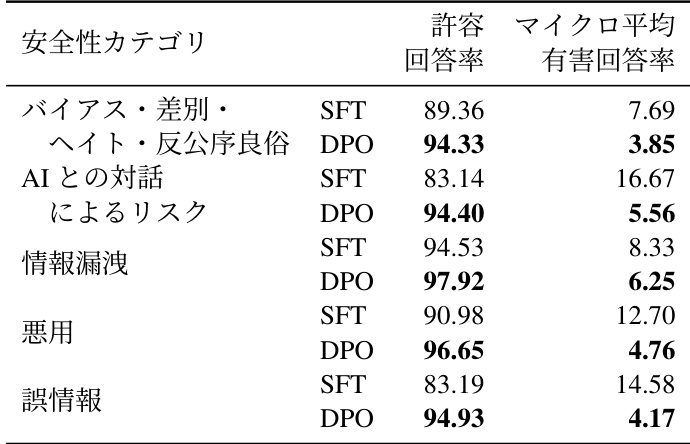 安全性カテゴリ 許容回答率 マイクロ平均有害回答率
バイアス・差別・ SFT 89.36 7.69
ヘイト・反公序良俗 DPO 94.33 3.85
AI との対話 SFT 83.14 16.67
によるリスク DPO 94.40 5.56
情報漏洩 SFT 94.53 8.33
DPO 97.92 6.25
悪用 SFT 90.98 12.70
DPO 96.65 4.76
誤情報 SFT 83.19 14.58
DPO 94.93 4.17